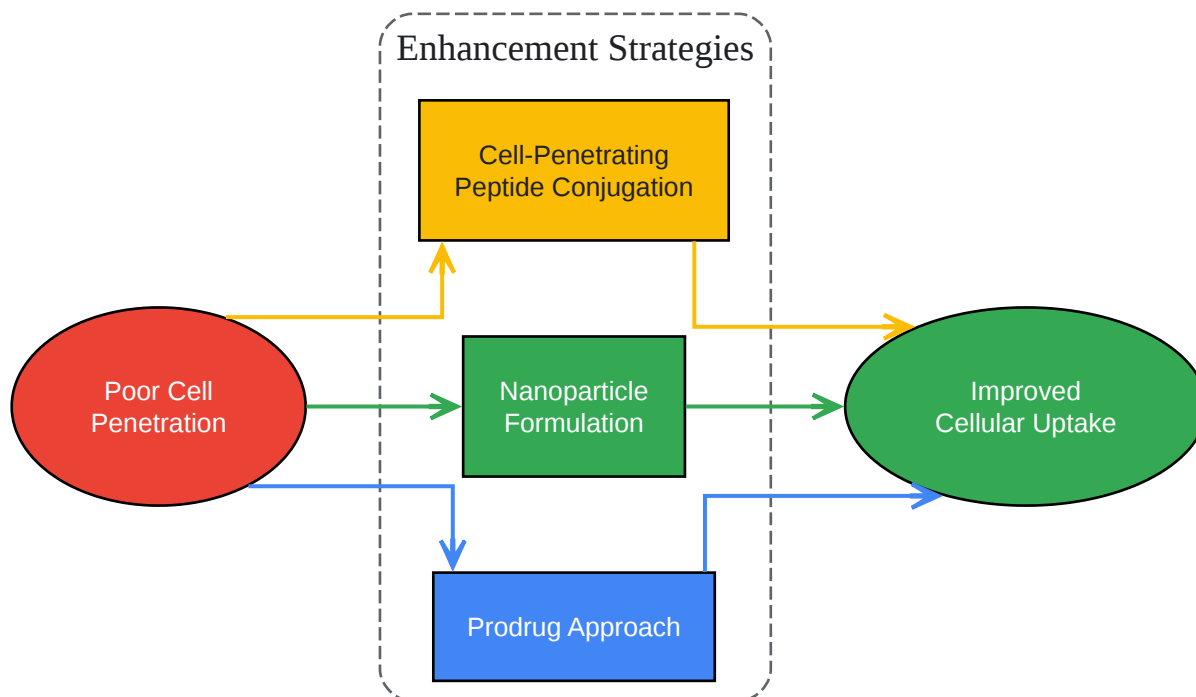 Enhancement Strategies
Cell-Penetrating
Peptide Conjugation
Poor Cell
Penetration
Nanoparticle
Formulation
Improved
Cellular Uptake
Prodrug Approach